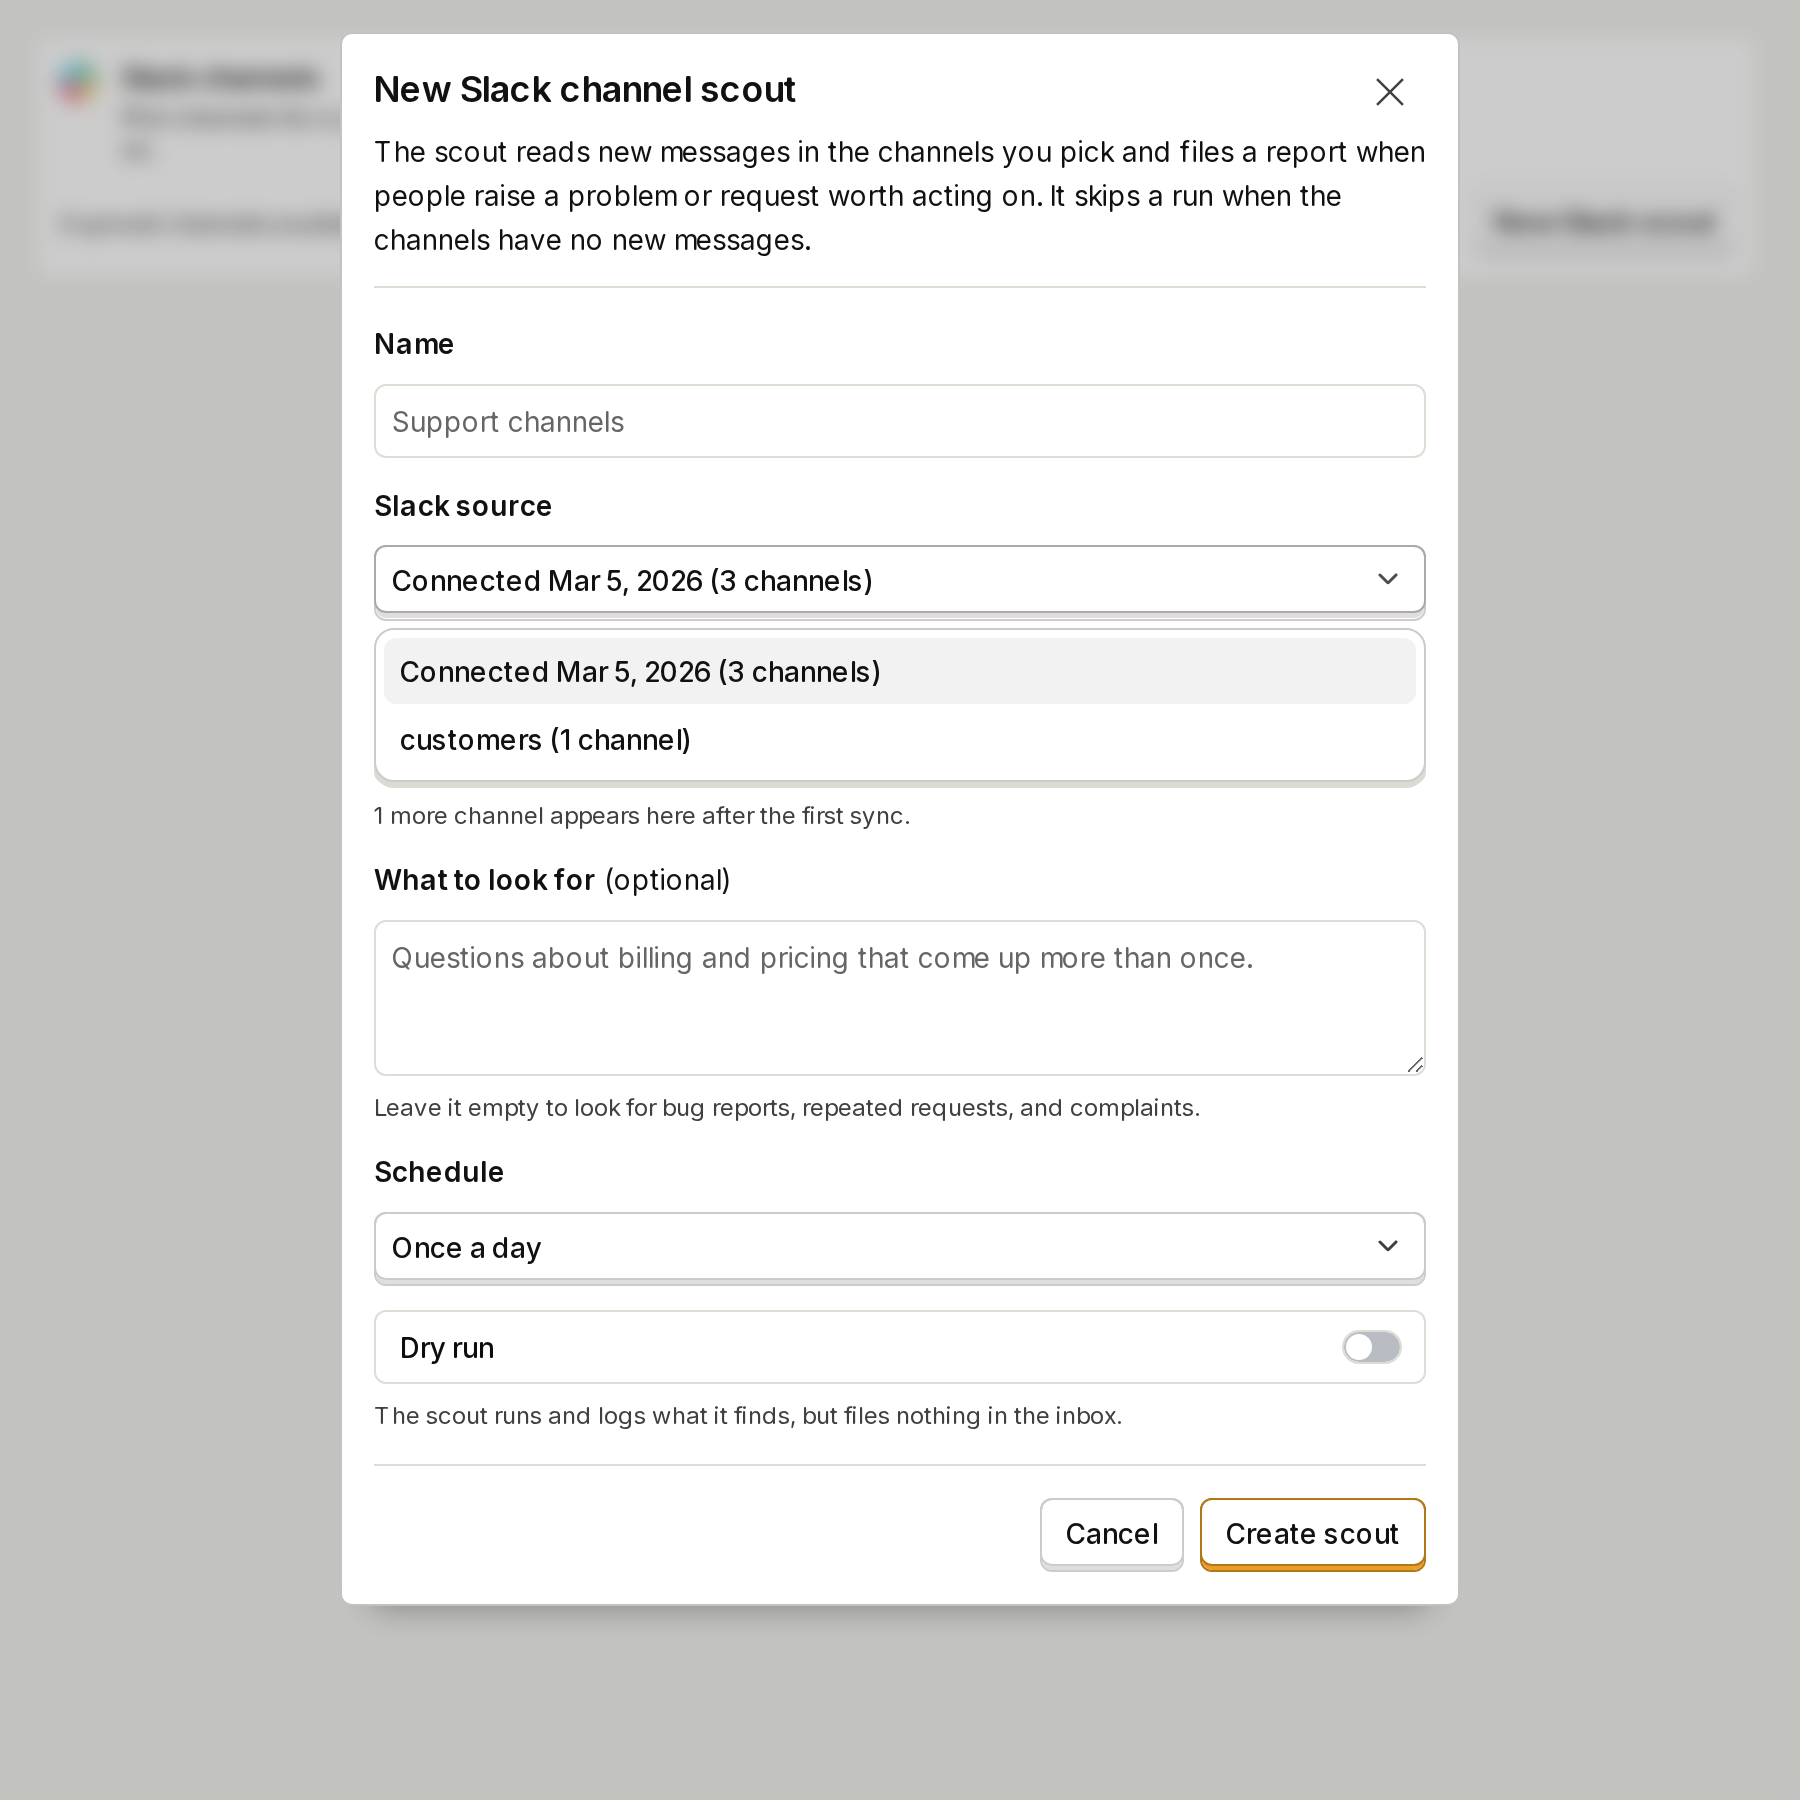 New Slack channel scout
The scout reads new messages in the channels you pick and files a report when
people raise a problem or request worth acting on. It skips a run when the
channels have no new messages.
Name
Support channels
Slack source
Connected Mar 5, 2026 (3 channels)
Connected Mar 5, 2026 (3 channels)
customers (1 channel)
1 more channel appears here after the first sync.
What to look for (optional)
Questions about billing and pricing that come up more than once.
Leave it empty to look for bug reports, repeated requests, and complaints.
Schedule
Once a day
Dry run
The scout runs and logs what it finds, but files nothing in the inbox.
Cancel
Create scout
Slack channels
New Slack scout